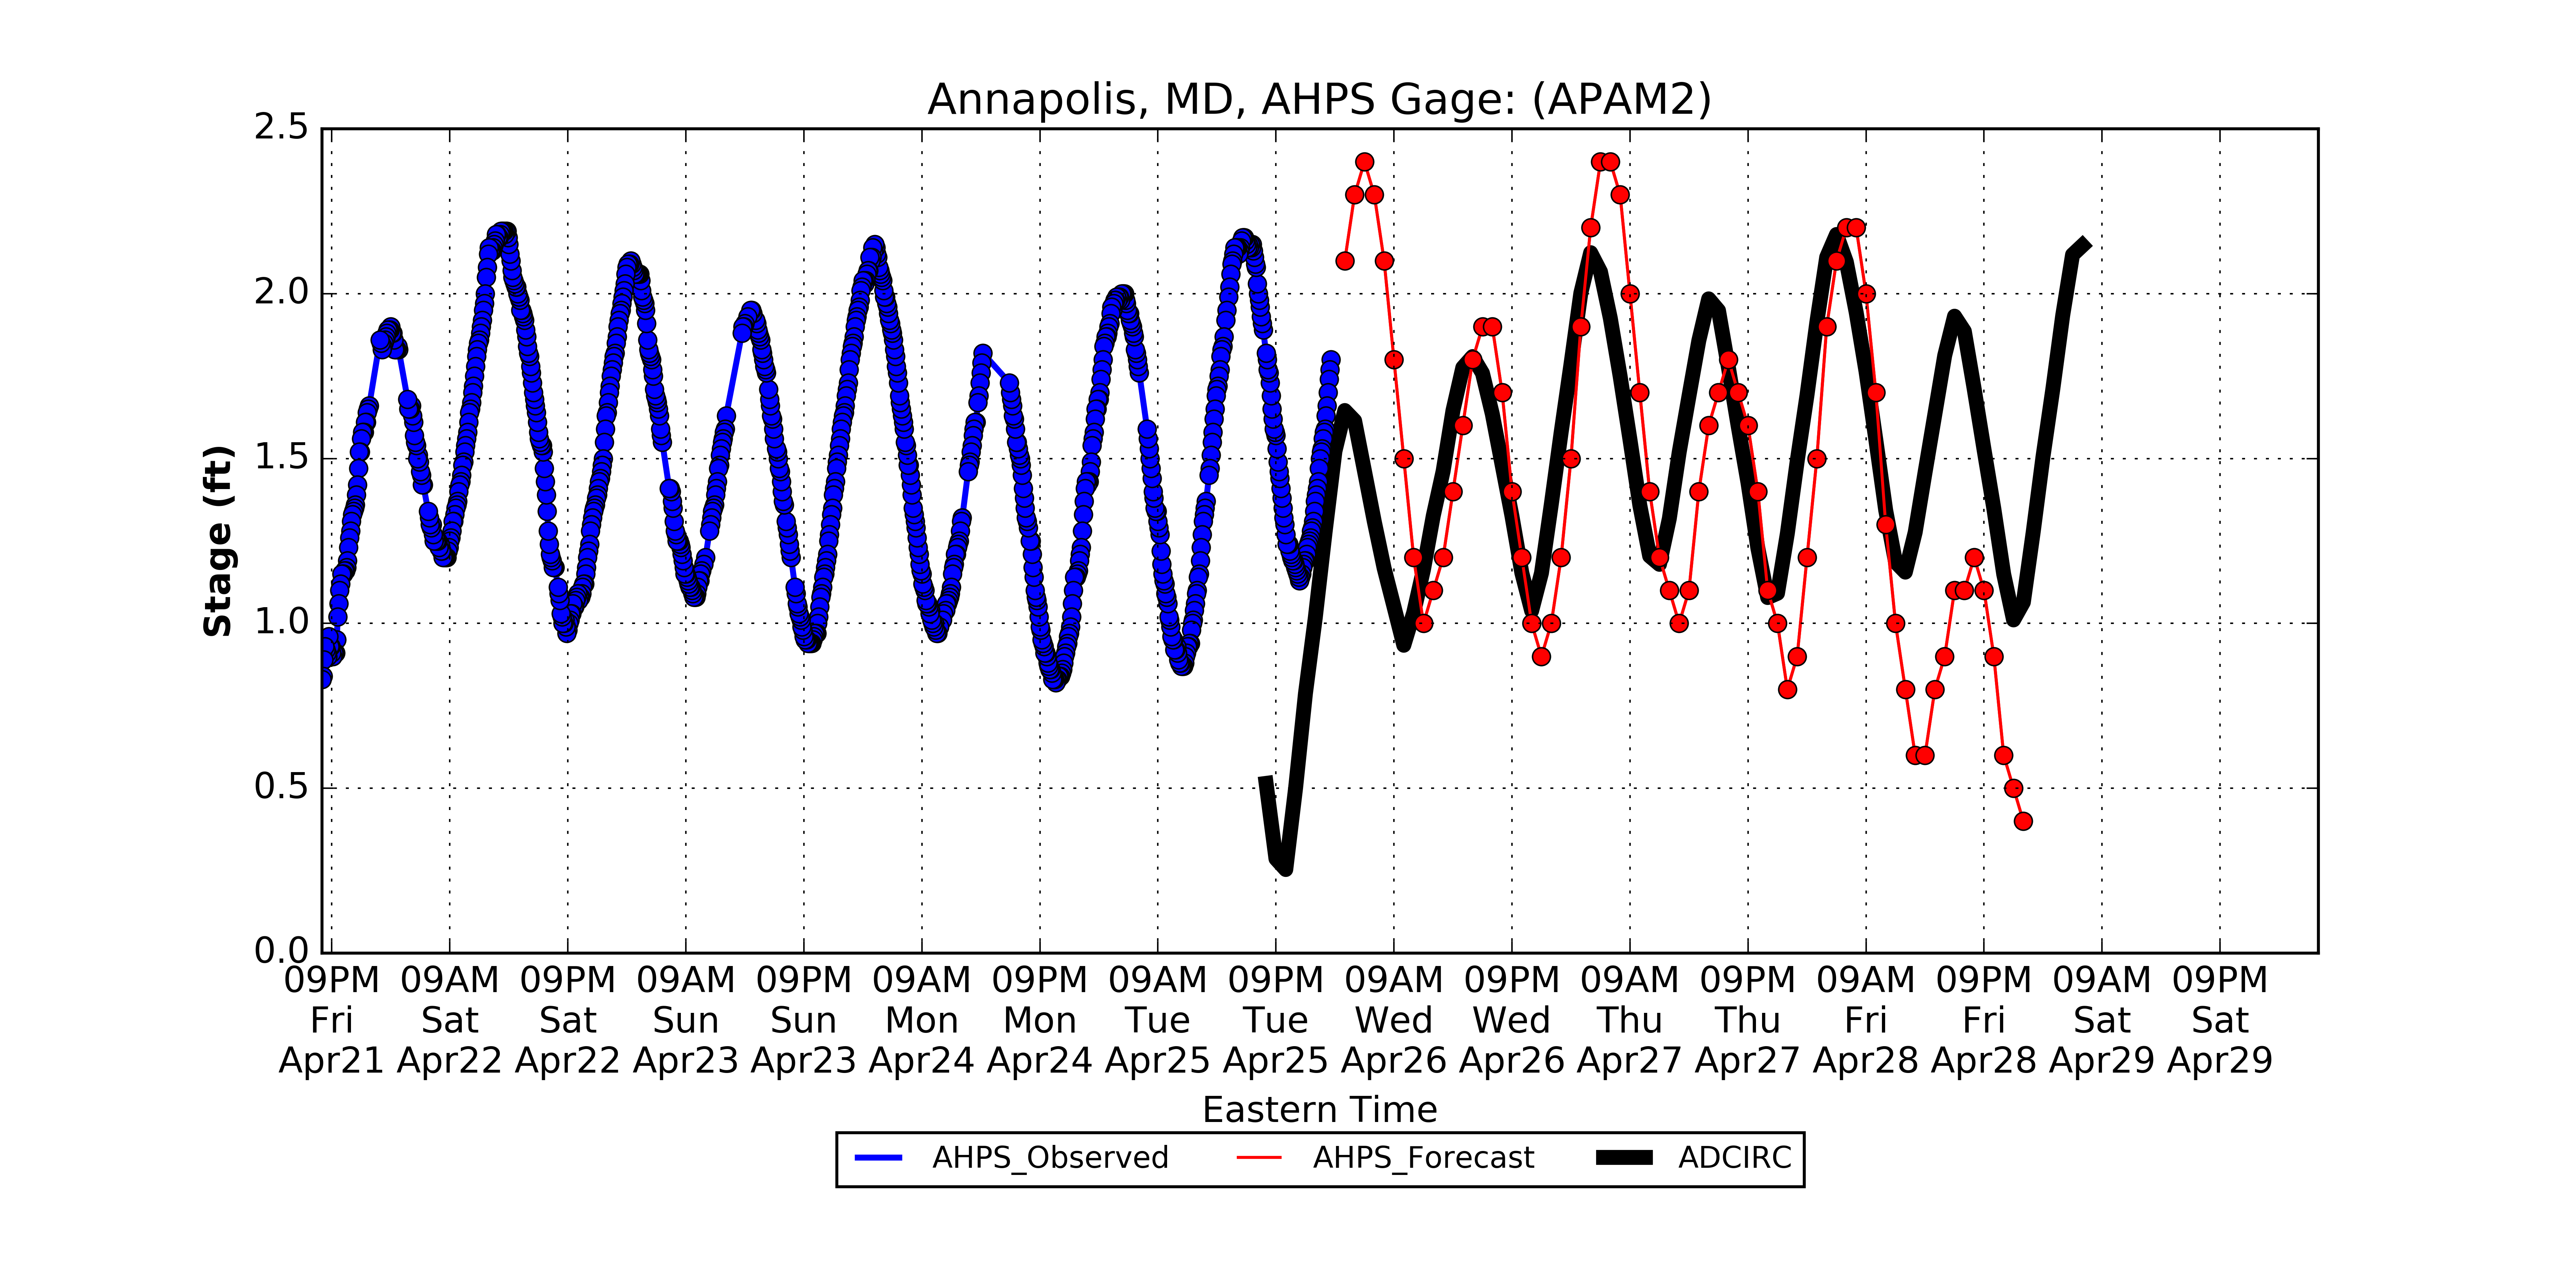 Annapolis, MD, AHPS Gage: (APAM2)
2.5
2.0
1.5
1.0
0.5
0.0
Stage (ft)
09PM 09AM 09PM 09AM 09PM 09AM 09PM 09AM 09PM 09AM 09PM 09AM 09PM 09AM 09PM 09AM 09PM
Fri Sat Sat Sun Sun Mon Mon Tue Tue Wed Wed Thu Thu Fri Fri Sat Sat
Apr21 Apr22 Apr22 Apr23 Apr23 Apr24 Apr24 Apr25 Apr25 Apr26 Apr26 Apr27 Apr27 Apr28 Apr28 Apr29 Apr29
Eastern Time
AHPS_Observed AHPS_Forecast ADCIRC